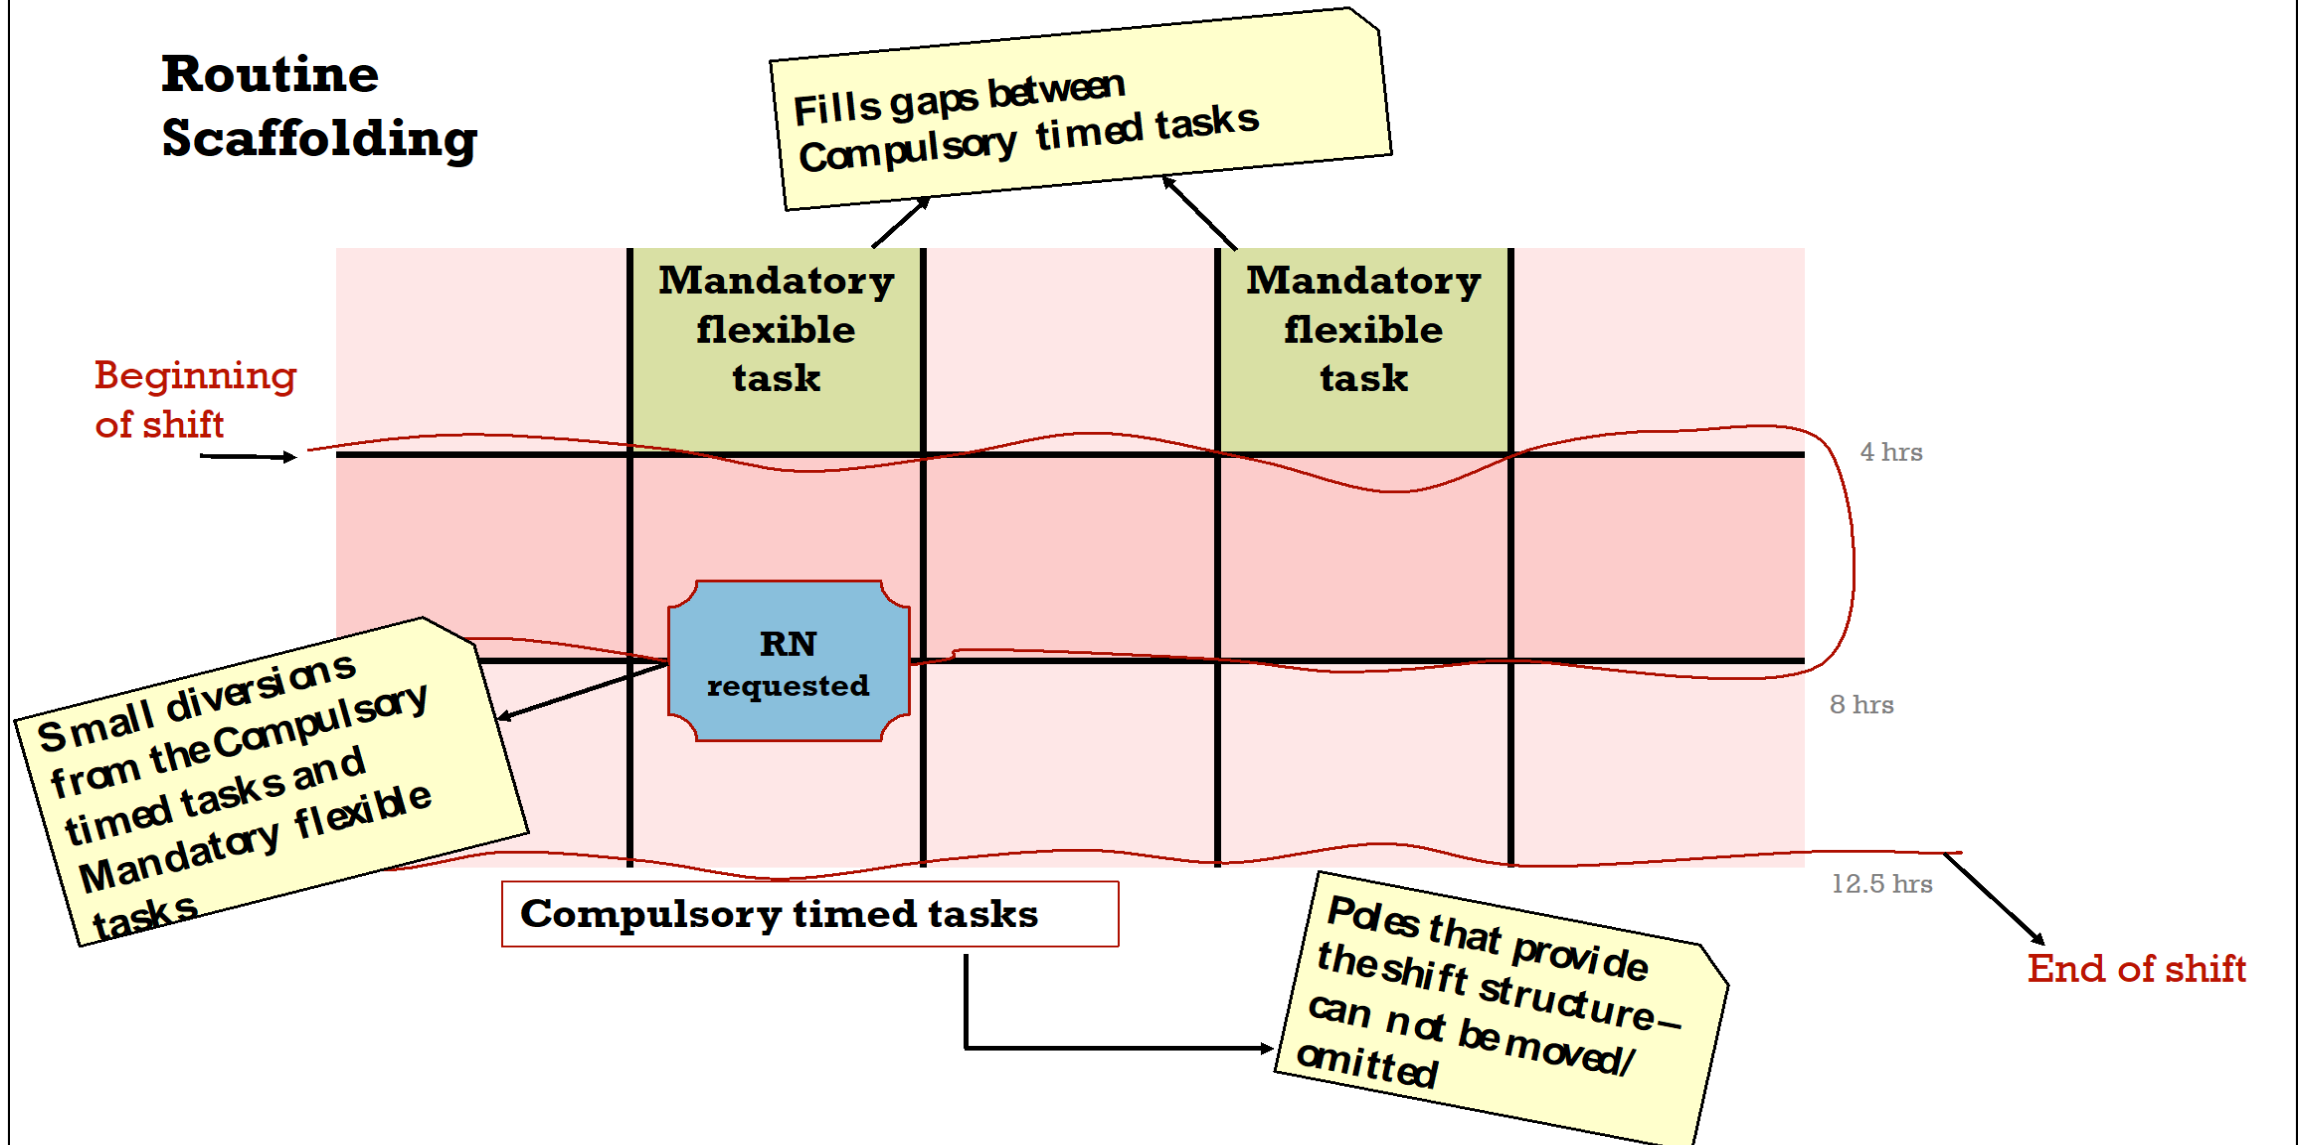 Routine
Scaffolding
Fills gaps between
Compulsory timed tasks
Mandatory
flexible
task
Mandatory
flexible
task
Beginning
of shift
4 hrs
RN
requested
8 hrs
Small diversions
from the Compulsory
timed tasks and
Mandatory flexible
tasks
12.5 hrs
Compulsory timed tasks
Poles that provide
the shift structure–
can not be moved/
omitted
End of shift